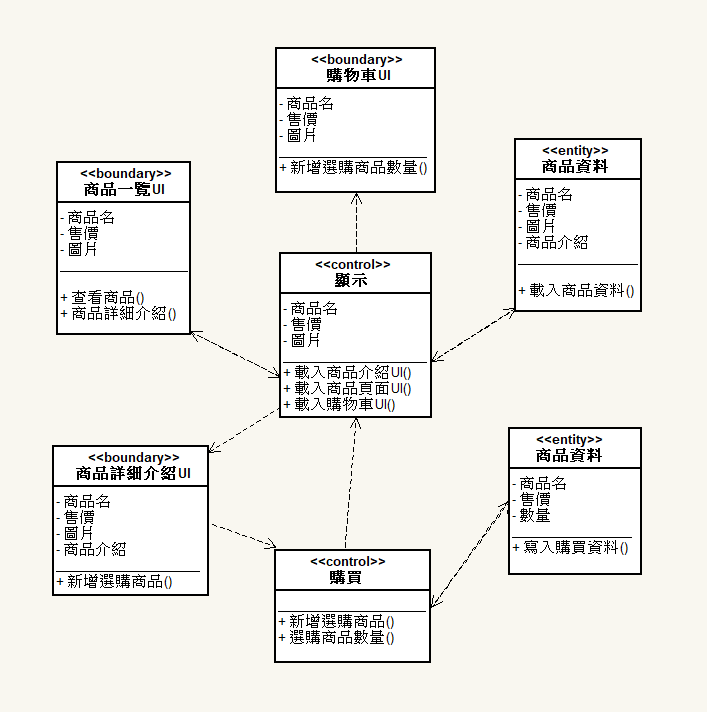 <<boundary>>
購物車UI
- 商品名
- 售價
- 圖片
+ 新增選購商品數量()
<<entity>>
商品資料
- 商品名
- 售價
- 圖片
- 商品介紹
+ 載入商品資料()
<<boundary>>
商品一覽UI
- 商品名
- 售價
- 圖片
+ 查看商品()
+ 商品詳細介紹()
<<control>>
顯示
- 商品名
- 售價
- 圖片
+ 載入商品介紹UI()
+ 載入商品頁面UI()
+ 載入購物車UI()
<<entity>>
商品資料
- 商品名
- 售價
- 數量
+ 寫入購買資料()
<<boundary>>
商品詳細介紹UI
- 商品名
- 售價
- 圖片
- 商品介紹
+ 新增選購商品()
<<control>>
購買
+ 新增選購商品()
+ 選購商品數量()